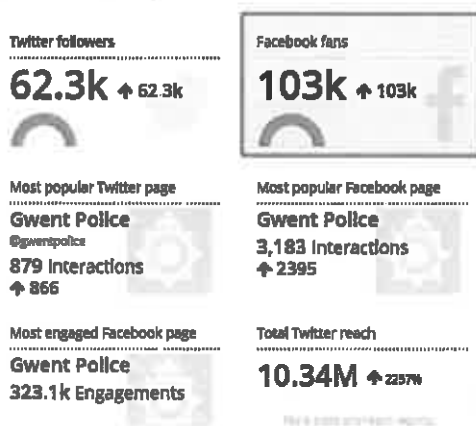 Twitter followers
62.3k ↑ 62.3k
Facebook fans
103k ↑ 103k
Most popular Twitter page
Gwent Police
@gwentpolice
879 Interactions
↑ 866
Most popular Facebook page
Gwent Police
3,183 Interactions
↑ 2395
Most engaged Facebook page
Gwent Police
323.1k Engagements
Total Twitter reach
10.34M ↑ 2257%